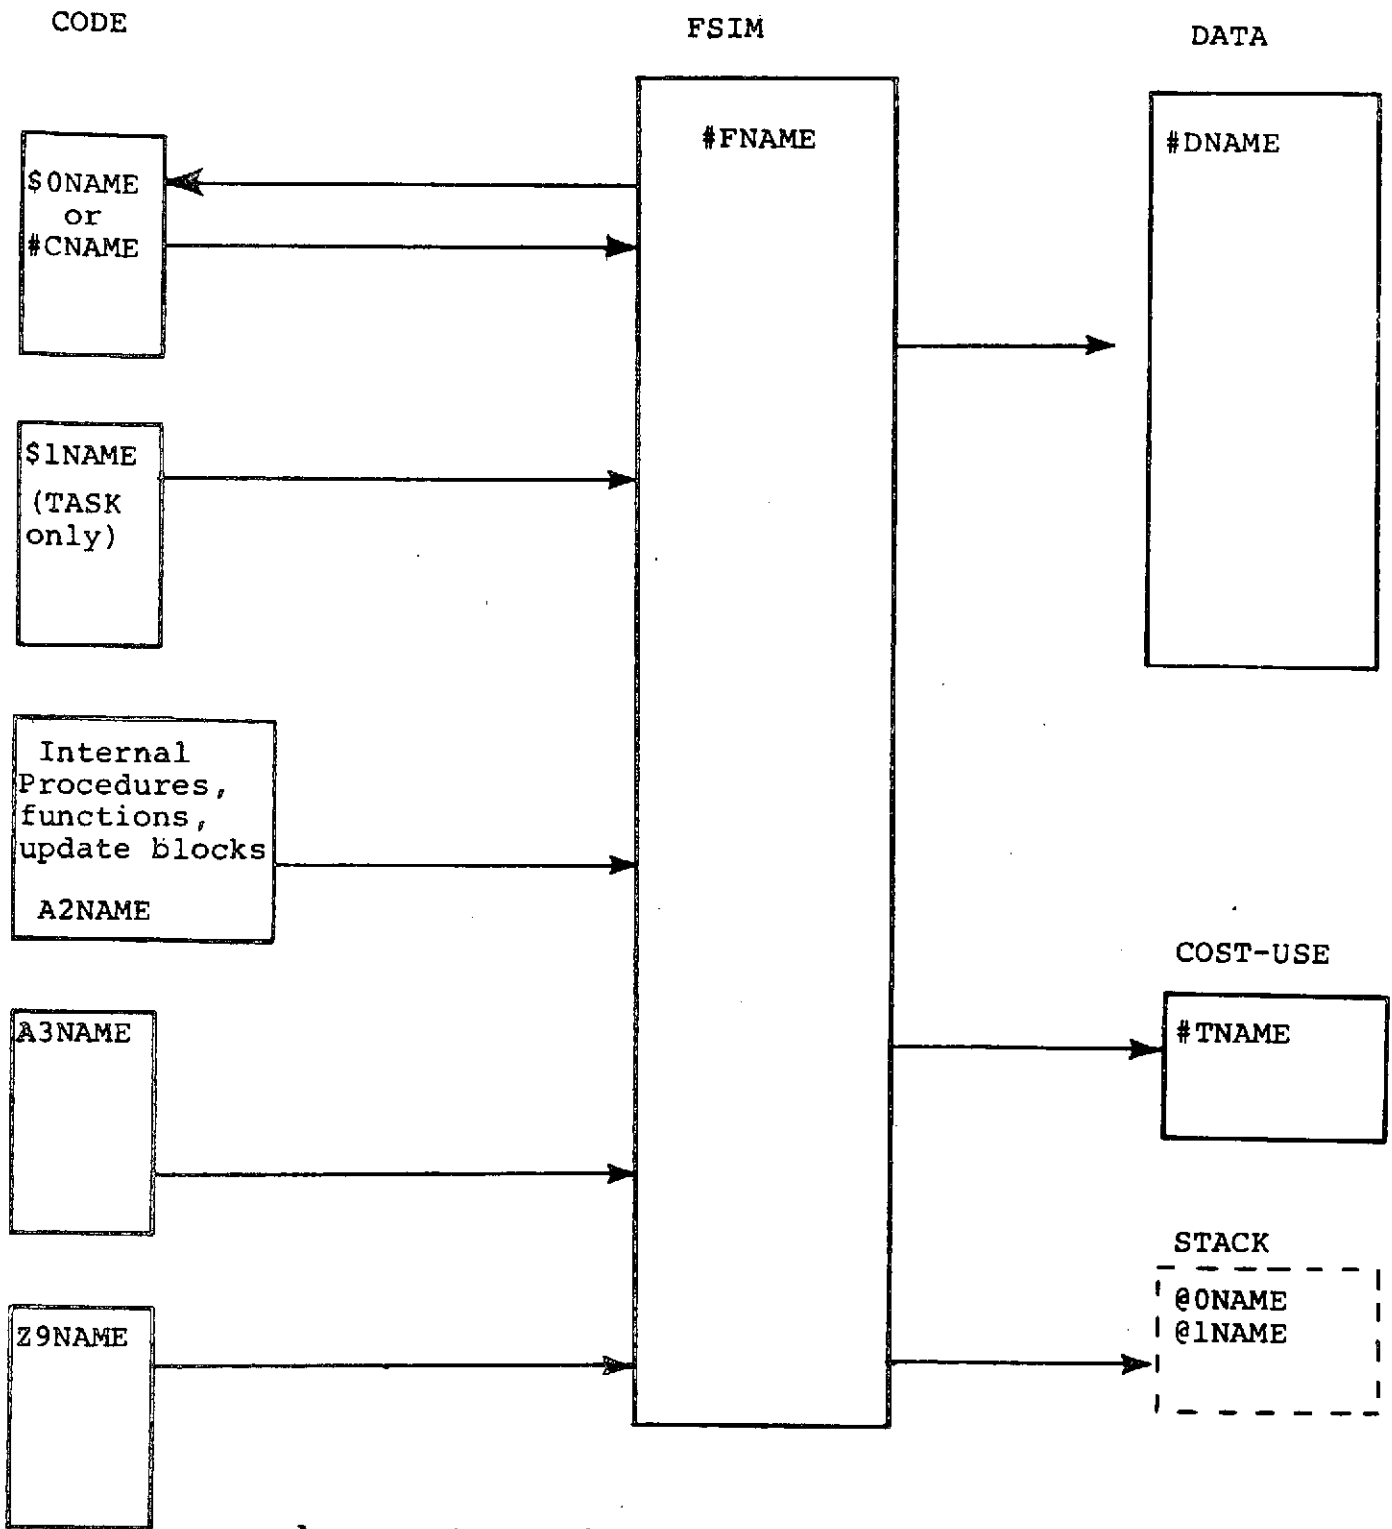 CODE
FSIM
DATA
#FNAME
#DNAME
$0NAME
or
#CNAME
$1NAME
(TASK
only)
Internal
Procedures,
functions,
update blocks
A2NAME
COST-USE
A3NAME
#TNAME
STACK
@0NAME
@1NAME
Z9NAME